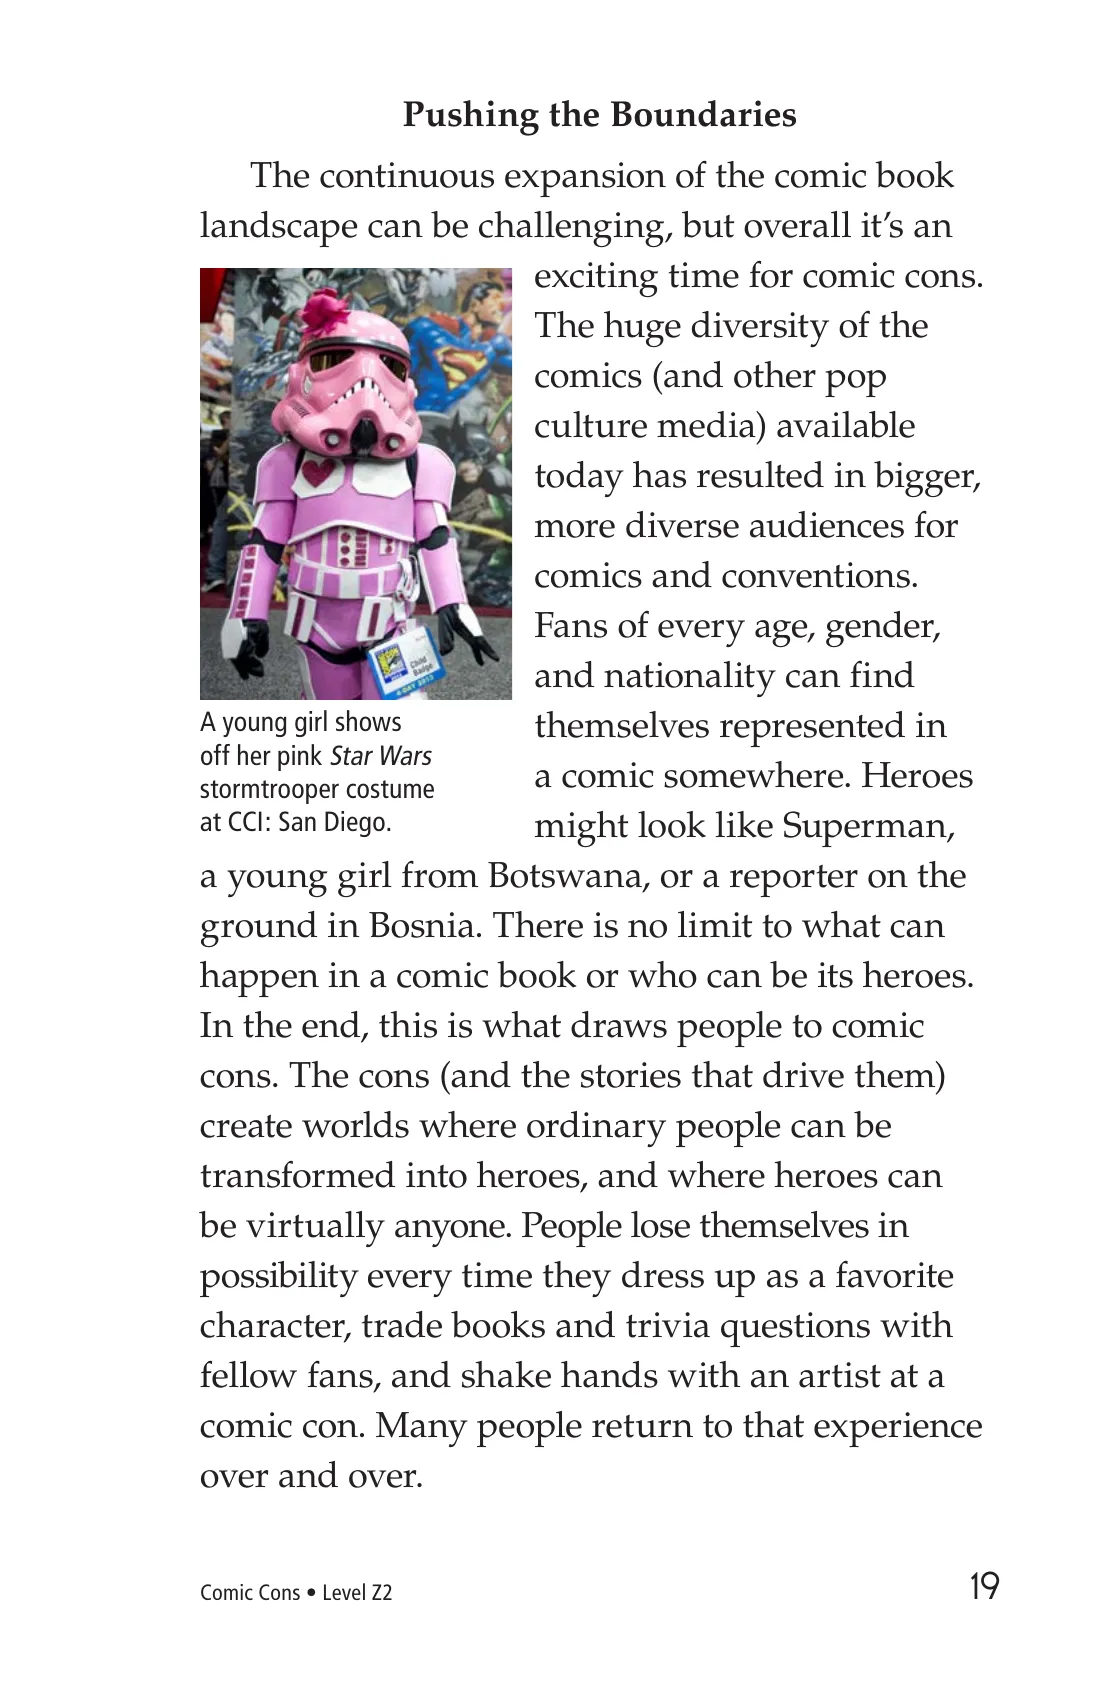 Pushing the Boundaries
The continuous expansion of the comic book
landscape can be challenging, but overall it’s an
exciting time for comic cons.
The huge diversity of the
comics (and other pop
culture media) available
today has resulted in bigger,
more diverse audiences for
comics and conventions.
Fans of every age, gender,
and nationality can find
themselves represented in
a comic somewhere. Heroes
might look like Superman,
a young girl from Botswana, or a reporter on the
ground in Bosnia. There is no limit to what can
happen in a comic book or who can be its heroes.
In the end, this is what draws people to comic
cons. The cons (and the stories that drive them)
create worlds where ordinary people can be
transformed into heroes, and where heroes can
be virtually anyone. People lose themselves in
possibility every time they dress up as a favorite
character, trade books and trivia questions with
fellow fans, and shake hands with an artist at a
comic con. Many people return to that experience
over and over.
Child
Badge
4-DAY 2013
A young girl shows
off her pink Star Wars
stormtrooper costume
at CCI: San Diego.
Comic Cons • Level Z2
19